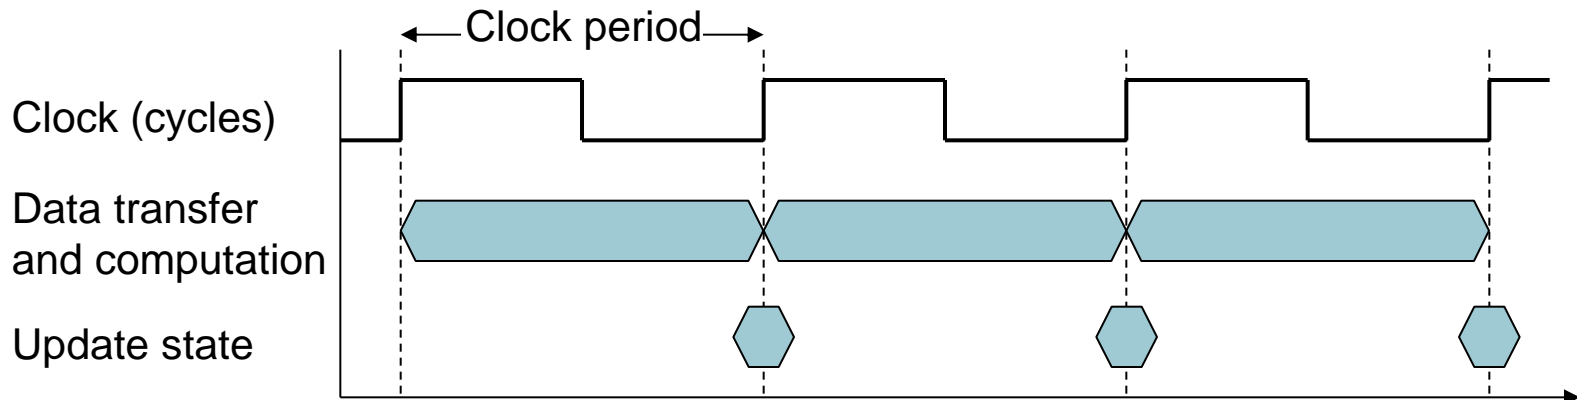 Clock period
Clock (cycles)
Data transfer
and computation
Update state